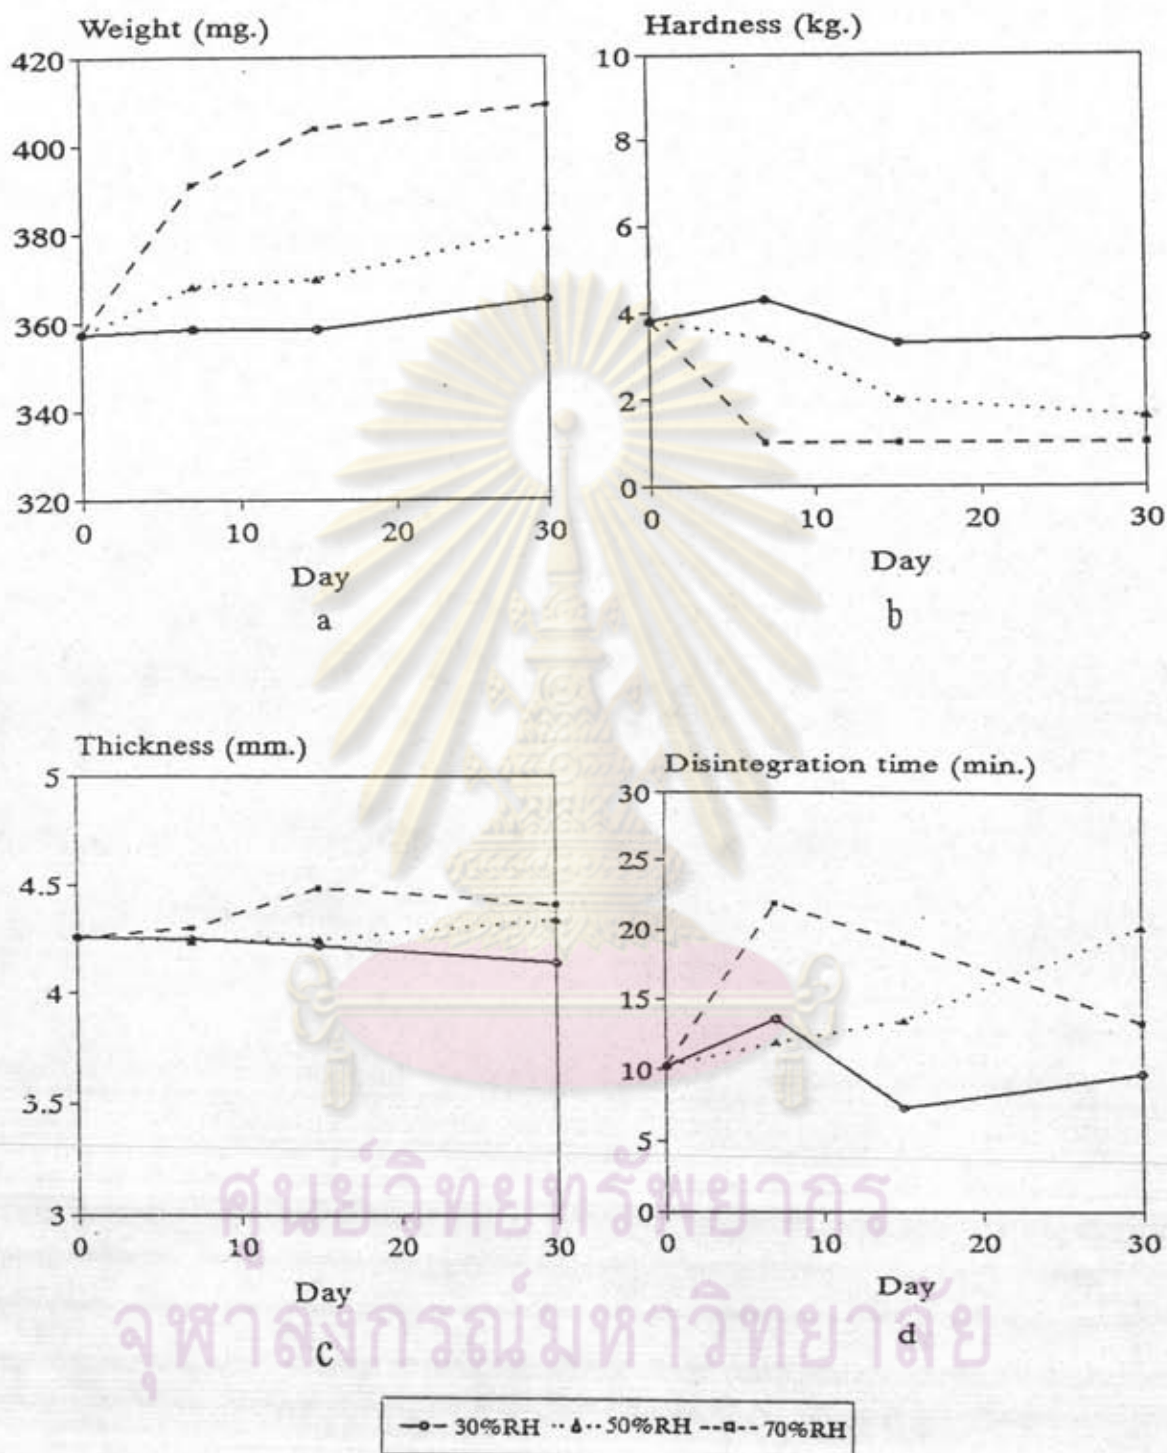 Weight (mg.)
420
400
380
360
340
320
0 10 20 30
Day
a
Hardness (kg.)
10
8
6
4
2
0
0 10 20 30
Day
b
Thickness (mm.)
5
4.5
4
3.5
3
0 10 20 30
Day
c
Disintegration time (min.)
30
25
20
15
10
5
0
0 10 20 30
Day
d
ศูนย์วิทยทรัพยากร
จุฬาลงกรณ์มหาวิทยาลัย
30%RH 50%RH 70%RH